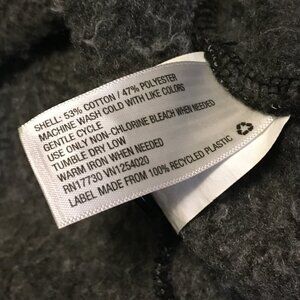 SHELL: 53% COTTON / 47% POLYESTER
MACHINE WASH COLD WITH LIKE COLORS
GENTLE CYCLE
USE ONLY NON-CHLORINE BLEACH WHEN NEEDED
TUMBLE DRY LOW
WARM IRON WHEN NEEDED
RN17730 VN1254020
LABEL MADE FROM 100% RECYCLED PLASTIC